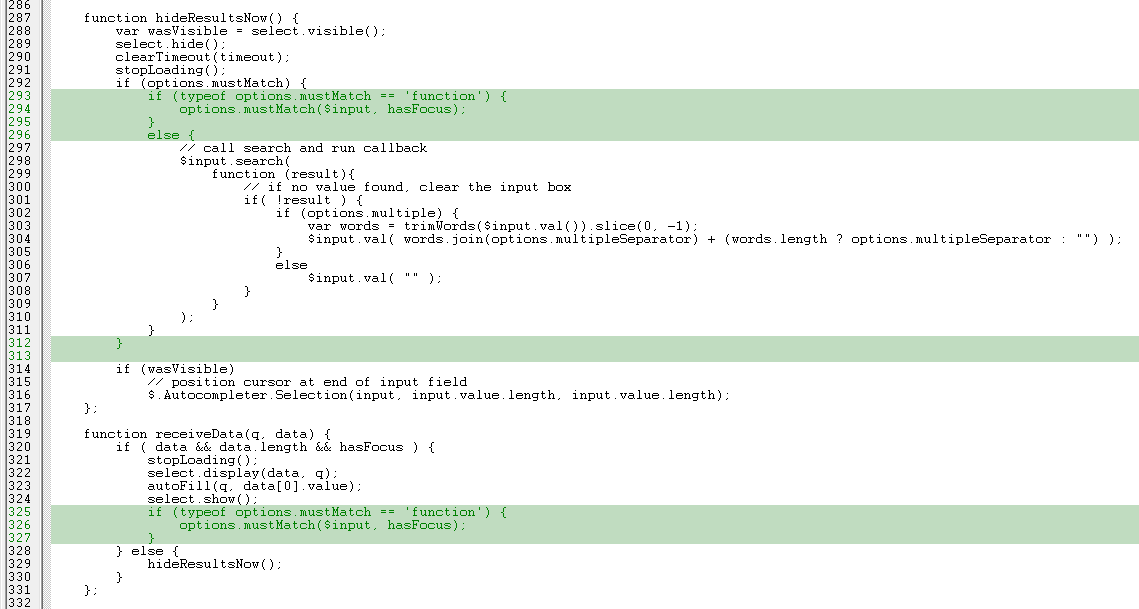 286
287 function hideResultsNow() {
288 var wasVisible = select.visible();
289 select.hide();
290 clearTimeout(timeout);
291 stopLoading();
292 if (options.mustMatch) {
293 if (typeof options.mustMatch == 'function') {
294 options.mustMatch($input, hasFocus);
295 }
296 else {
297 // call search and run callback
298 $input.search(
299 function (result){
300 // if no value found, clear the input box
301 if( !result ) {
302 if (options.multiple) {
303 var words = trimWords($input.val()).slice(0, -1);
304 $input.val( words.join(options.multipleSeparator) + (words.length ? options.multipleSeparator : "") );
305 }
306 else
307 $input.val( "" );
308 }
309 }
310 );
311 }
312 }
313
314 if (wasVisible)
315 // position cursor at end of input field
316 $.Autocompleter.Selection(input, input.value.length, input.value.length);
317 };
318
319 function receiveData(q, data) {
320 if ( data && data.length && hasFocus ) {
321 stopLoading();
322 select.display(data, q);
323 autoFill(q, data[0].value);
324 select.show();
325 if (typeof options.mustMatch == 'function') {
326 options.mustMatch($input, hasFocus);
327 }
328 } else {
329 hideResultsNow();
330 }
331 };
332